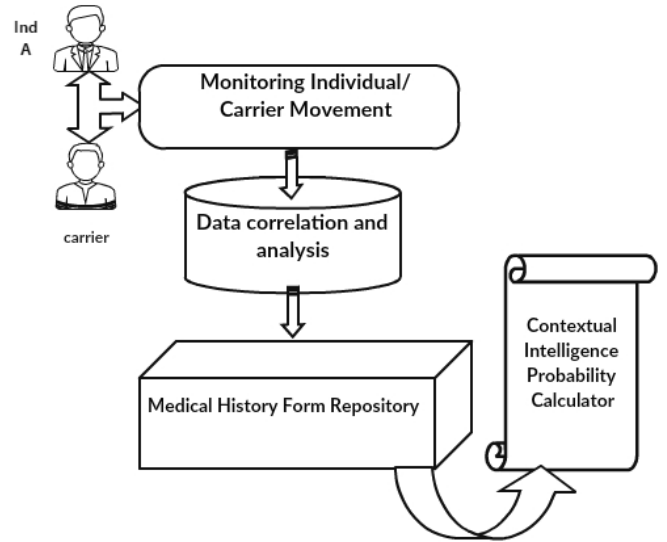 Ind
A
carrier
Monitoring Individual/
Carrier Movement
Data correlation and
analysis
Medical History Form Repository
Contextual
Intelligence
Probability
Calculator